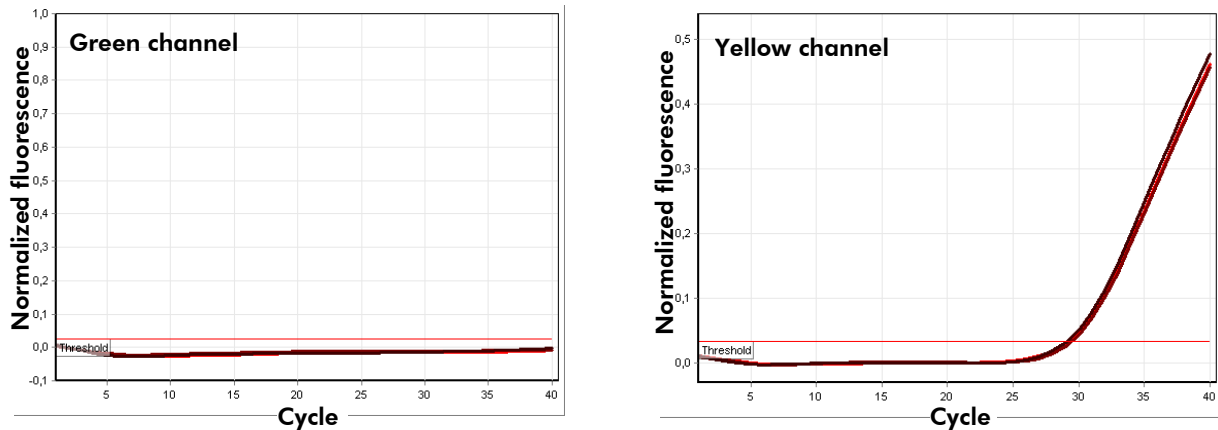 Green channel
Normalized fluorescence
1,0
0,9
0,8
0,7
0,6
0,5
0,4
0,3
0,2
0,1
0,0
-0,1
Threshold
5 10 15 20 25 30 35 40
Cycle
Yellow channel
Normalized fluorescence
0,5
0,4
0,3
0,2
0,1
0,0
Threshold
5 10 15 20 25 30 35 40
Cycle